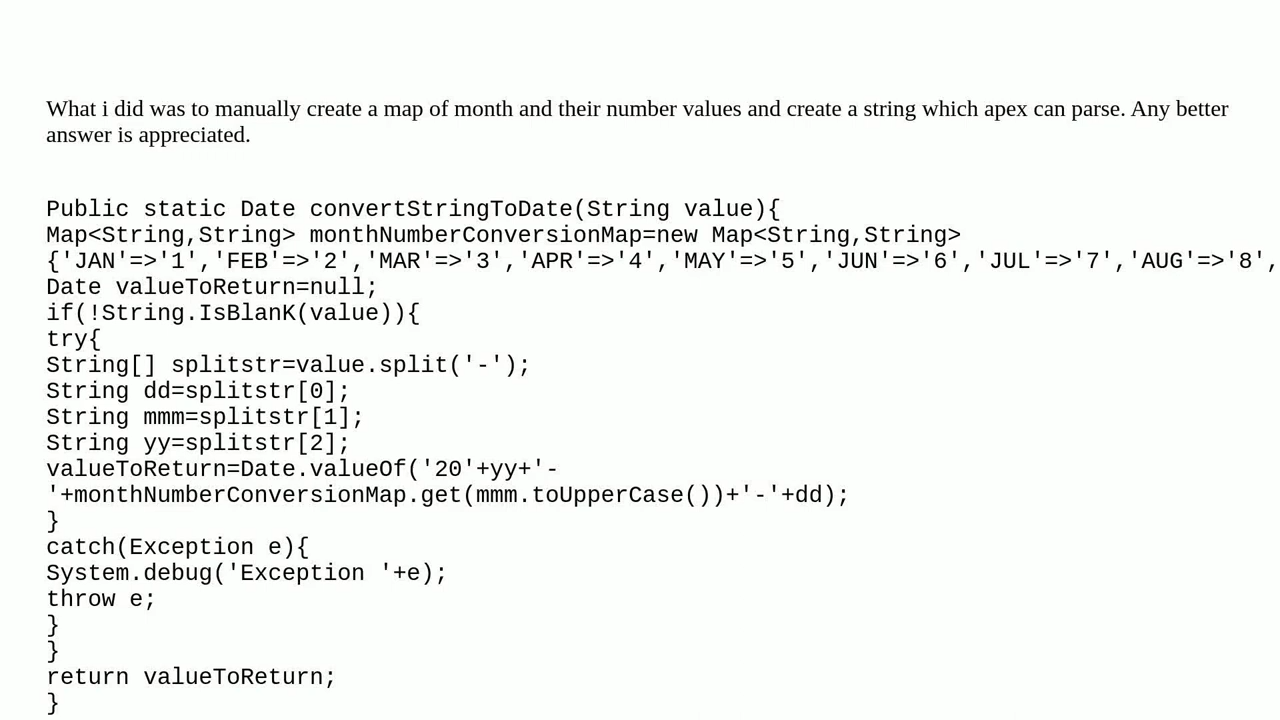 What i did was to manually create a map of month and their number values and create a string which apex can parse. Any better
answer is appreciated.
Public static Date convertStringToDate(String value){
Map<String,String> monthNumberConversionMap=new Map<String,String>
{'JAN'=>'1','FEB'=>'2','MAR'=>'3','APR'=>'4','MAY'=>'5','JUN'=>'6','JUL'=>'7','AUG'=>'8',
Date valueToReturn=null;
if(!String.IsBlanK(value)){
try{
String[] splitstr=value.split('-');
String dd=splitstr[0];
String mmm=splitstr[1];
String yy=splitstr[2];
valueToReturn=Date.valueOf('20'+yy+'-
'+monthNumberConversionMap.get(mmm.toUpperCase())+'-'+dd);
}
catch(Exception e){
System.debug('Exception '+e);
throw e;
}
}
return valueToReturn;
}